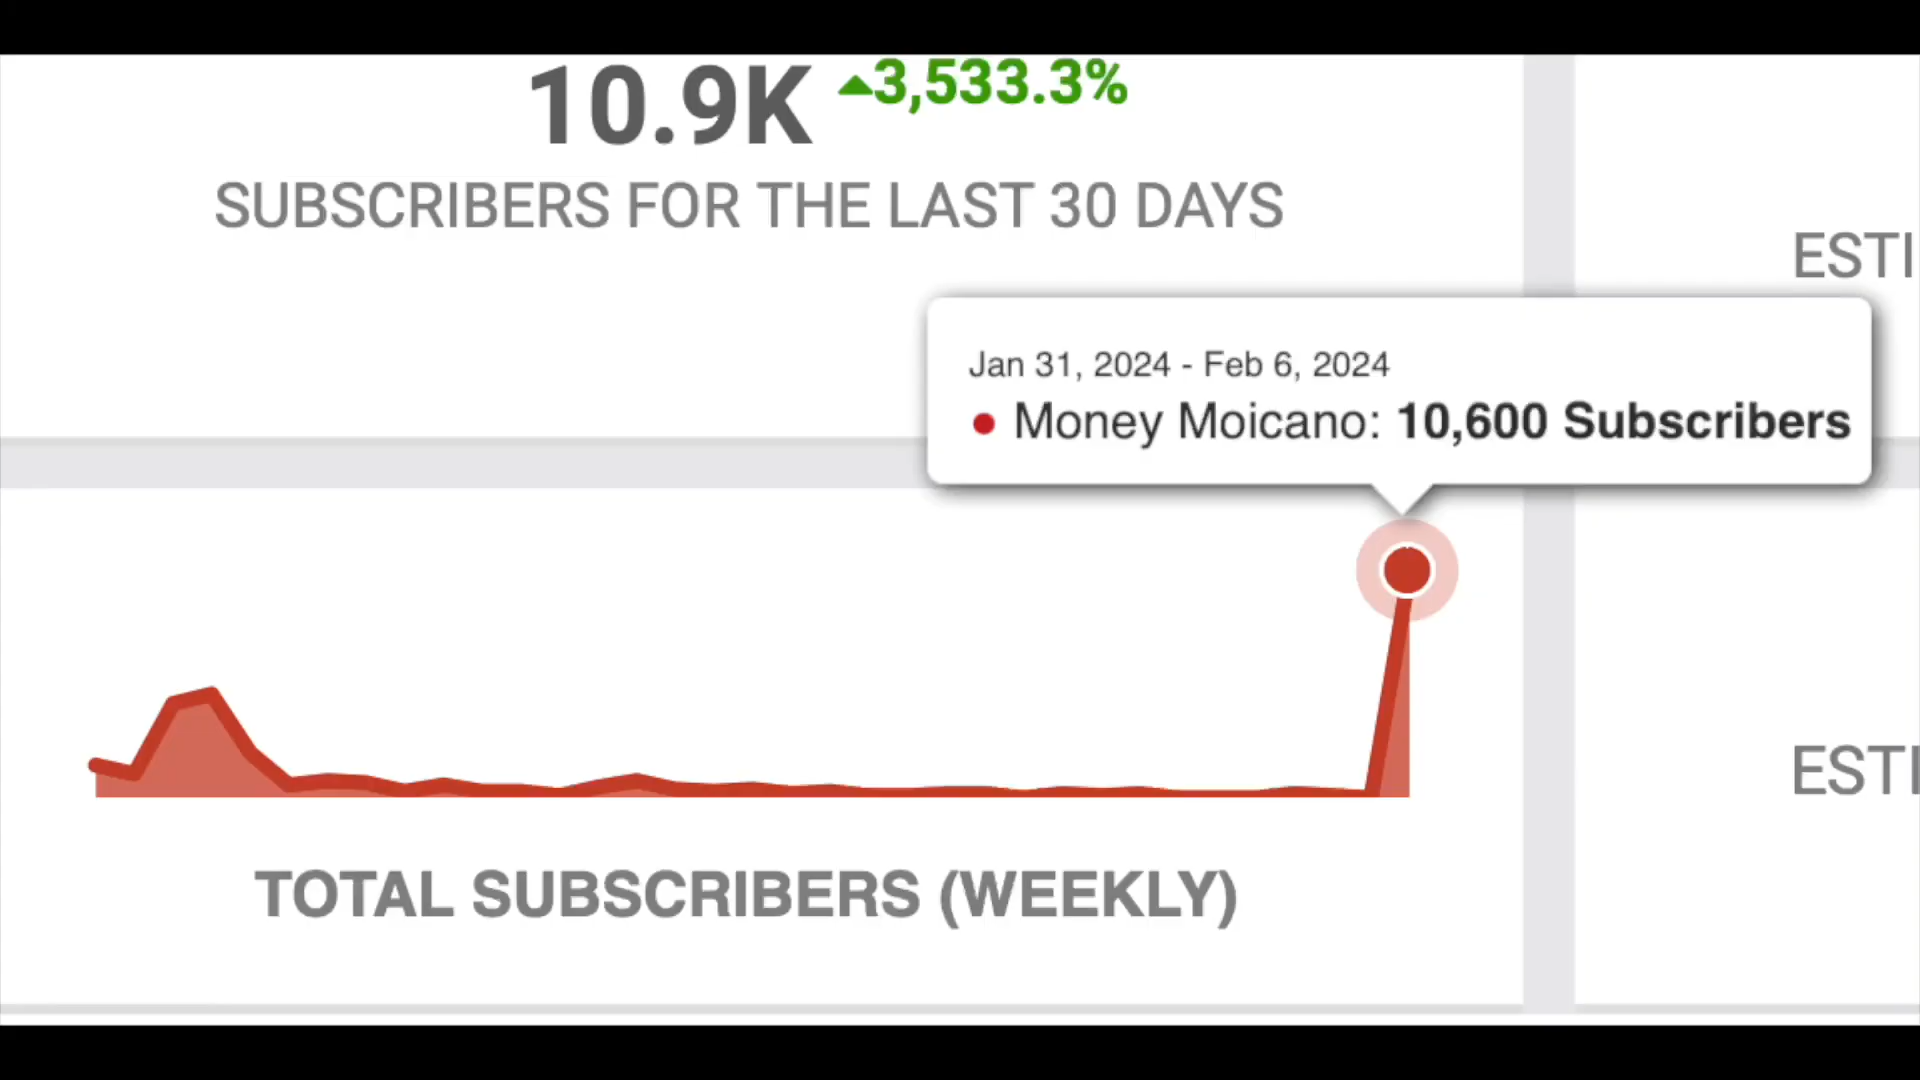 10.9K ▲3,533.3%
SUBSCRIBERS FOR THE LAST 30 DAYS
ESTI
Jan 31, 2024 - Feb 6, 2024
Money Moicano: 10,600 Subscribers
ESTI
TOTAL SUBSCRIBERS (WEEKLY)